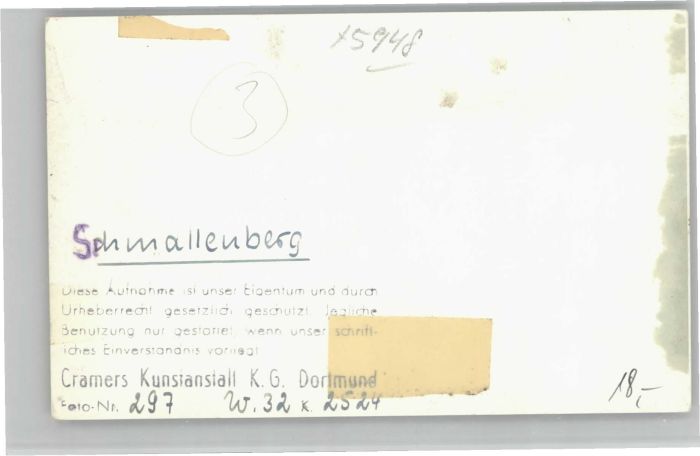 15948
3
Schmallenberg
Diese Aufnahme ist unser Eigentum und durch
Urheberrecht gesetzlich geschützt. Jegliche
Benutzung nur gestattet, wenn unser schrift-
liches Einverständnis vorliegt
Cramers Kunstanstalt K.G. Dortmund
Foto-Nr. 297 W. 32 K. 2524
18,-